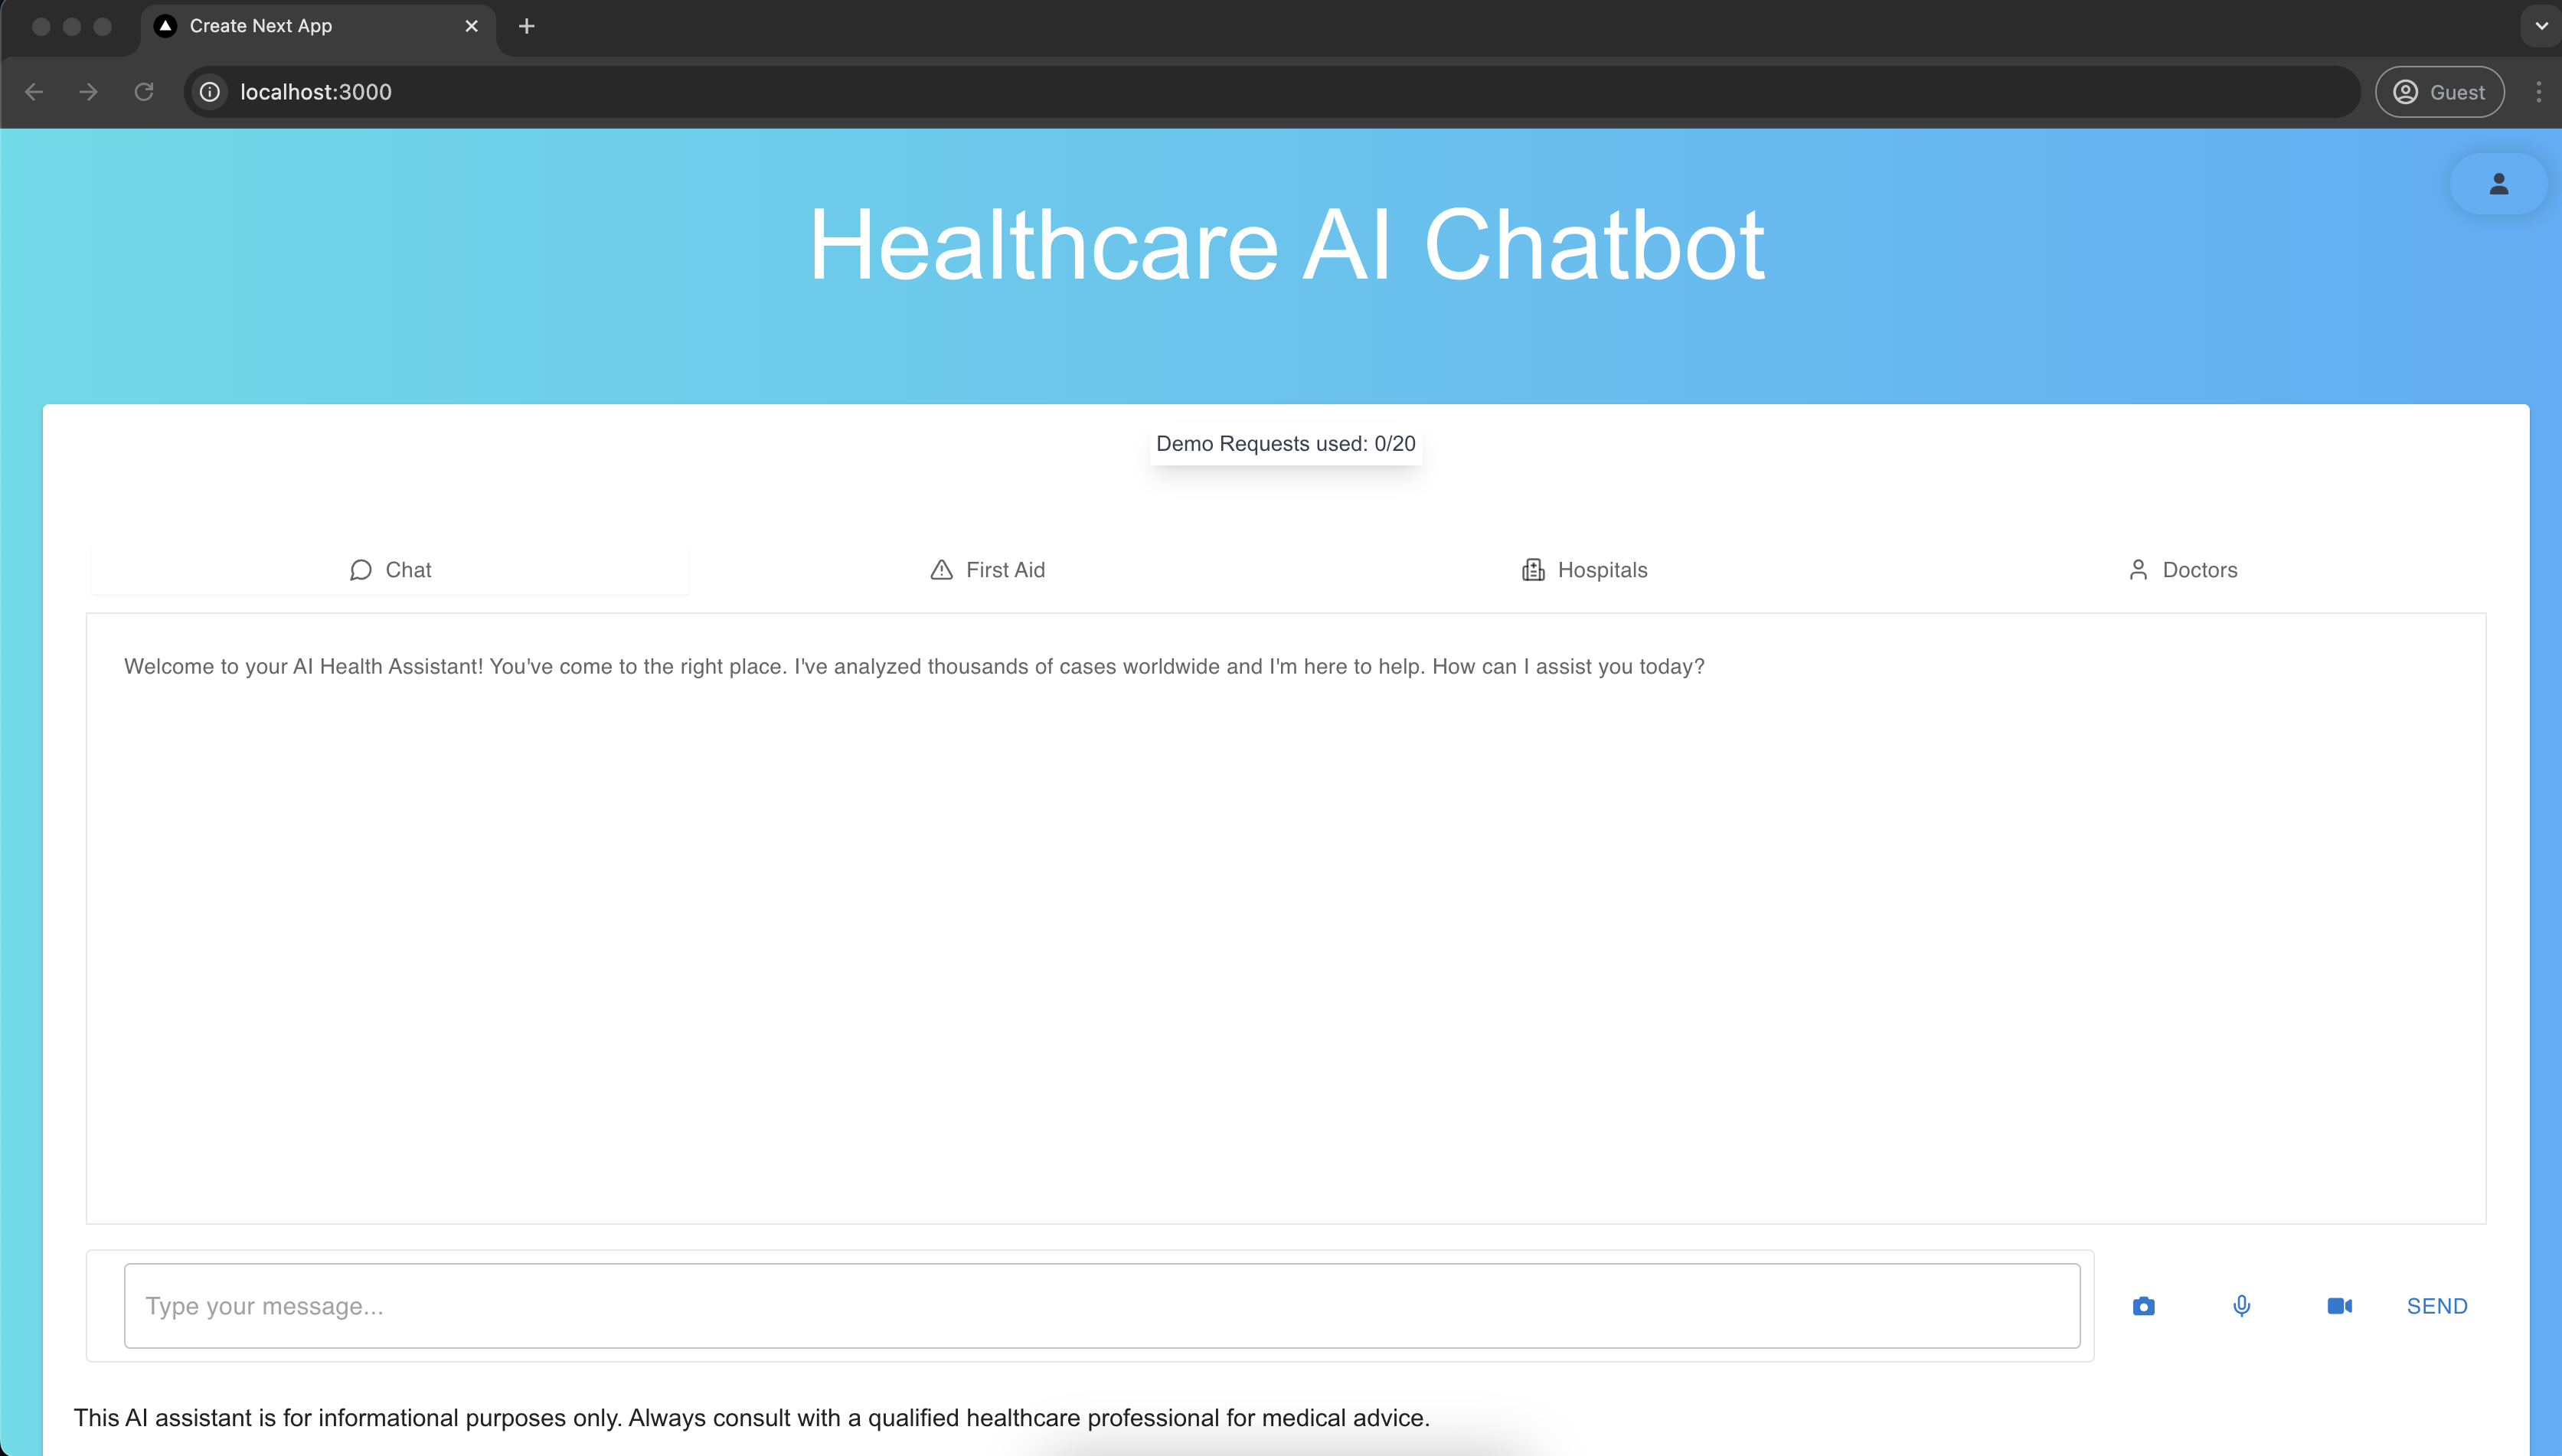 Create Next App
localhost:3000
Guest
Healthcare AI Chatbot
Demo Requests used: 0/20
Chat
First Aid
Hospitals
Doctors
Welcome to your AI Health Assistant! You've come to the right place. I've analyzed thousands of cases worldwide and I'm here to help. How can I assist you today?
Type your message...
SEND
This AI assistant is for informational purposes only. Always consult with a qualified healthcare professional for medical advice.